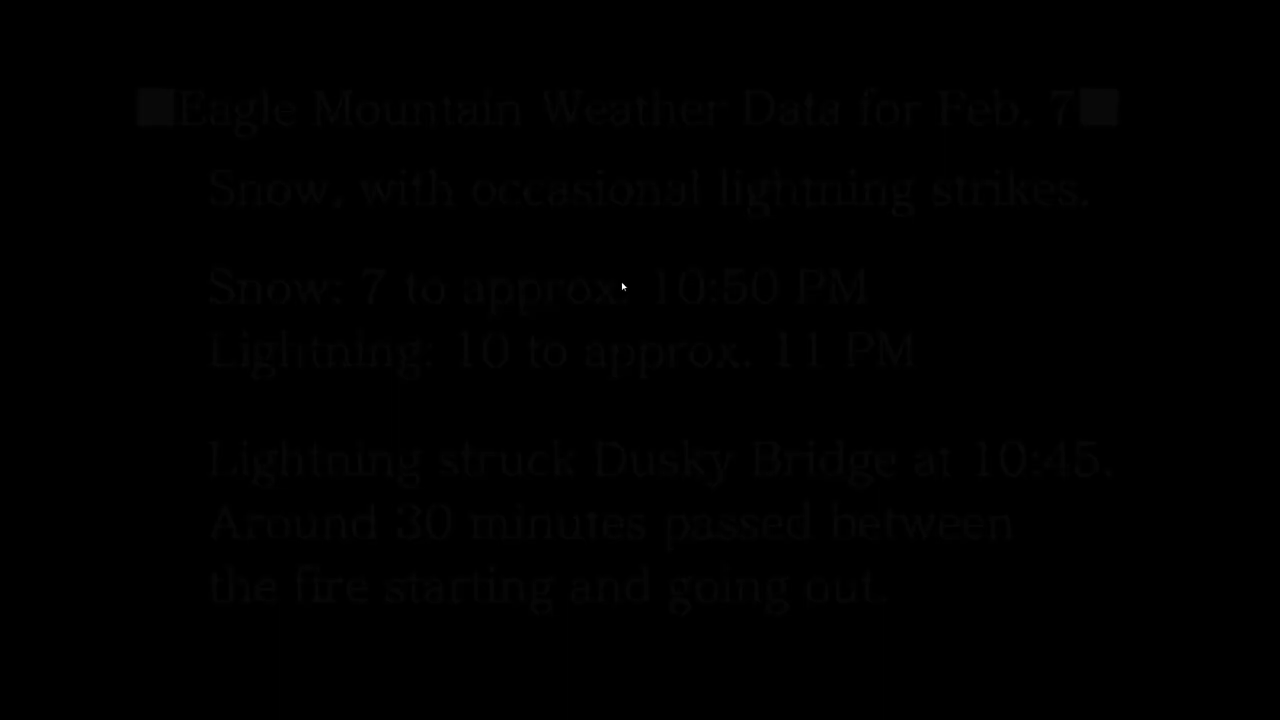 ■Eagle Mountain Weather Data for Feb. 7■
Snow, with occasional lightning strikes.
Snow: 7 to approx. 10:50 PM
Lightning: 10 to approx. 11 PM
Lightning struck Dusky Bridge at 10:45.
Around 30 minutes passed between
the fire starting and going out.